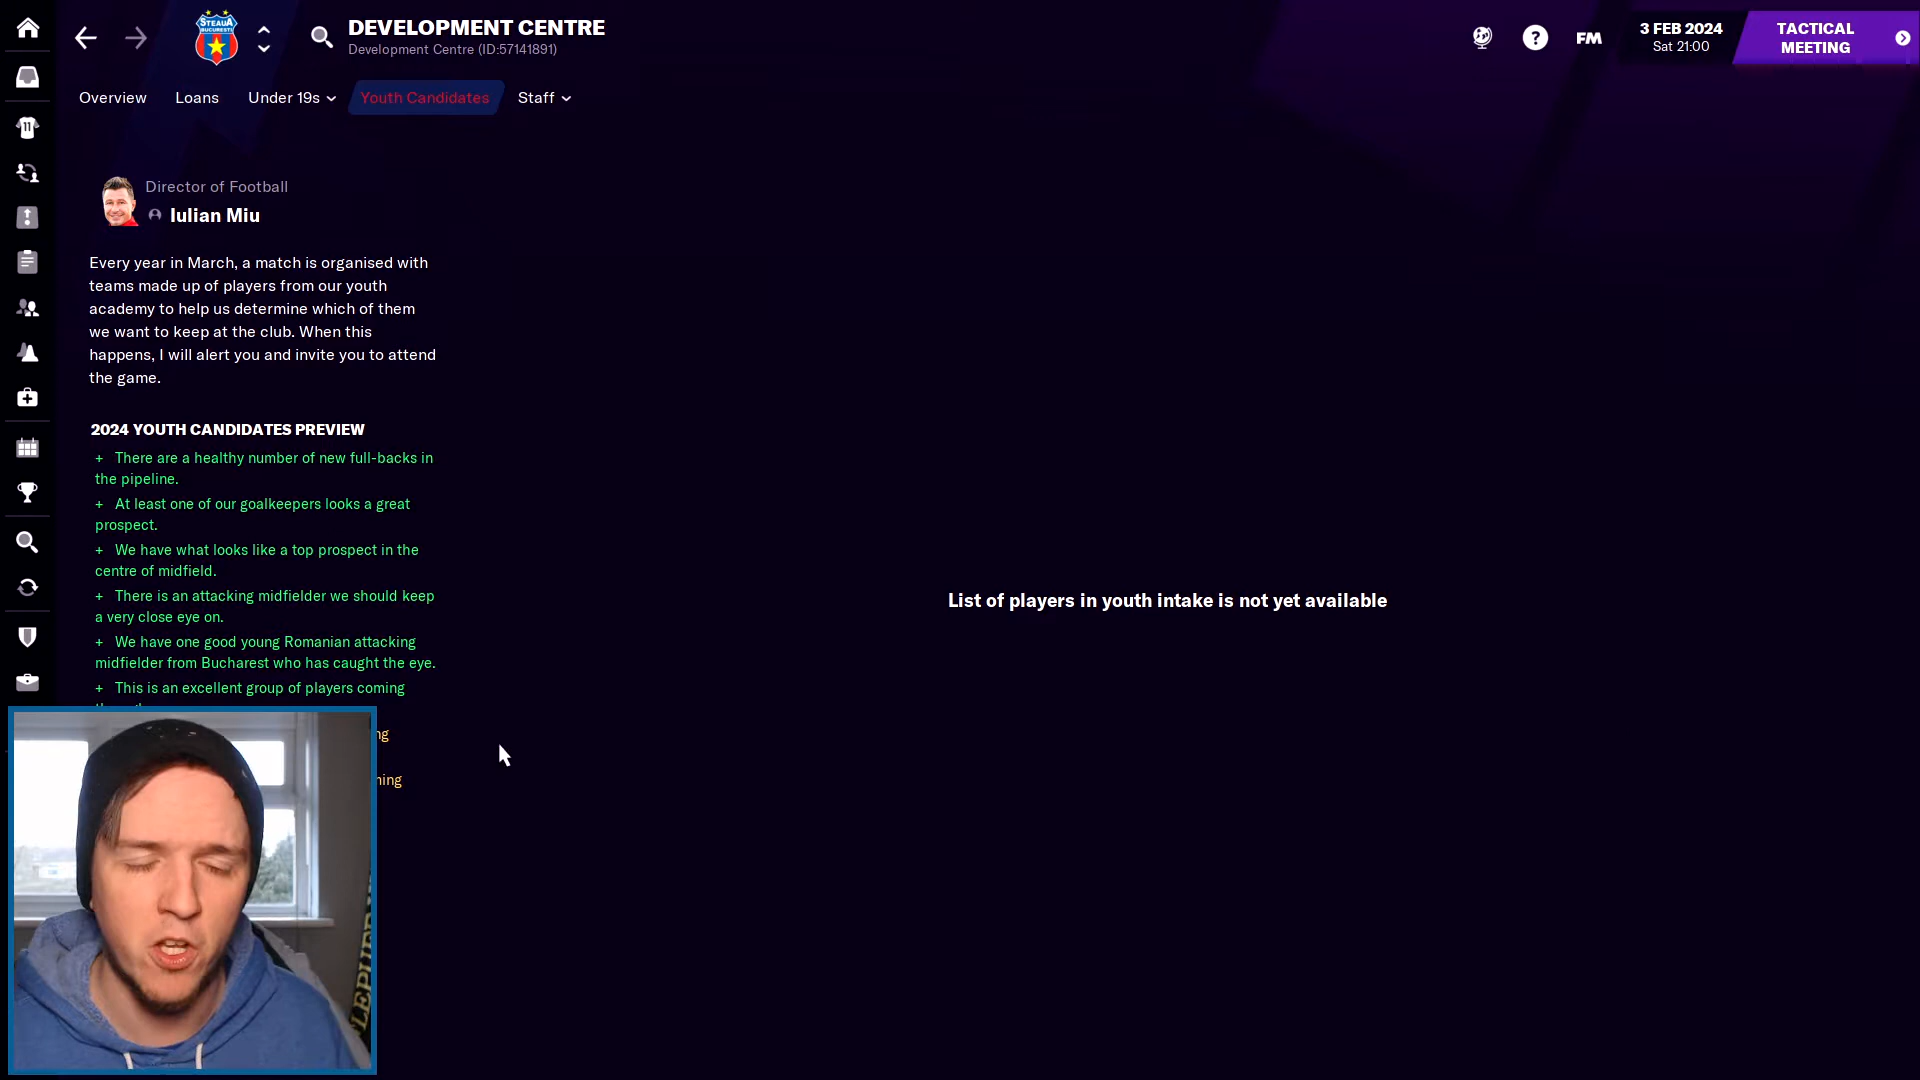 STEAUA
BUCURESTI
DEVELOPMENT CENTRE
Development Centre (ID:57141891)
FM
3 FEB 2024
Sat 21:00
TACTICAL
MEETING
Overview
Loans
Under 19s
Youth Candidates
Staff
11
Director of Football
Iulian Miu
Every year in March, a match is organised with
teams made up of players from our youth
academy to help us determine which of them
we want to keep at the club. When this
happens, I will alert you and invite you to attend
the game.
2024 YOUTH CANDIDATES PREVIEW
+ There are a healthy number of new full-backs in
the pipeline.
+ At least one of our goalkeepers looks a great
prospect.
+ We have what looks like a top prospect in the
centre of midfield.
+ There is an attacking midfielder we should keep
a very close eye on.
+ We have one good young Romanian attacking
midfielder from Bucharest who has caught the eye.
+ This is an excellent group of players coming
List of players in youth intake is not yet available